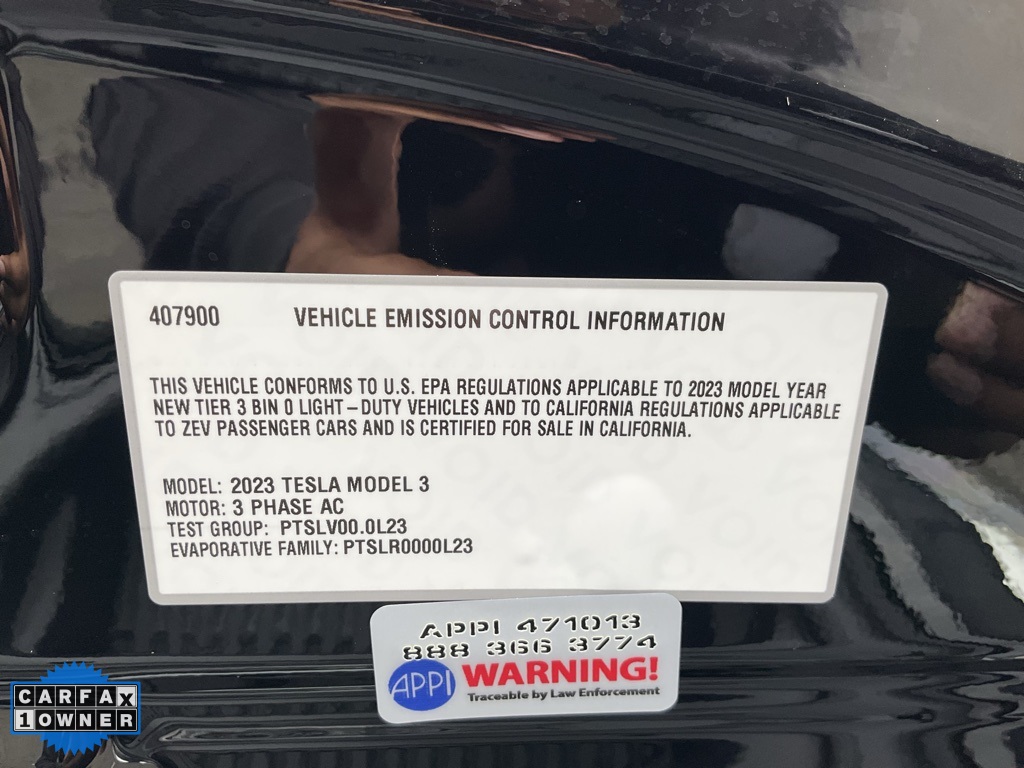 407900 VEHICLE EMISSION CONTROL INFORMATION
THIS VEHICLE CONFORMS TO U.S. EPA REGULATIONS APPLICABLE TO 2023 MODEL YEAR
NEW TIER 3 BIN 0 LIGHT-DUTY VEHICLES AND TO CALIFORNIA REGULATIONS APPLICABLE
TO ZEV PASSENGER CARS AND IS CERTIFIED FOR SALE IN CALIFORNIA.
MODEL: 2023 TESLA MODEL 3
MOTOR: 3 PHASE AC
TEST GROUP: PTSLV00.0L23
EVAPORATIVE FAMILY: PTSLR0000L23
APPI 471013
888 366 3774
APPI WARNING!
Traceable by Law Enforcement
CARFAX
1 OWNER